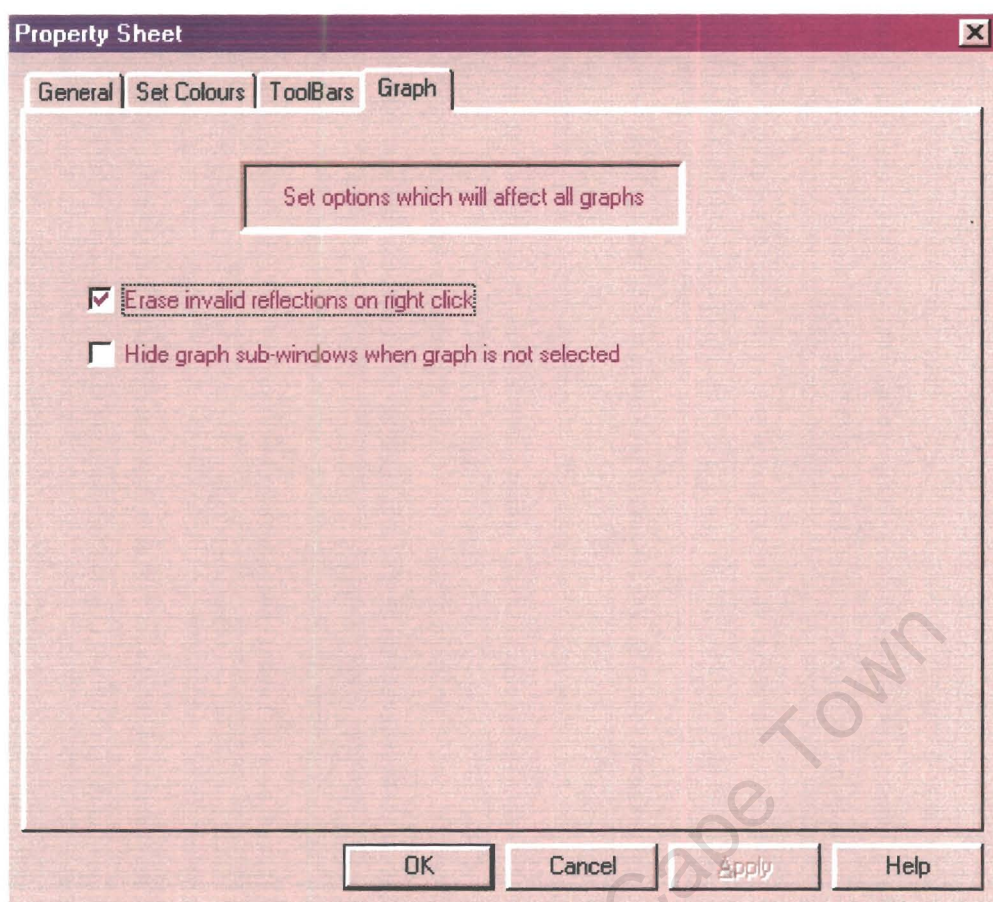 Property Sheet
General Set Colours ToolBars Graph
Set options which will affect all graphs
Erase invalid reflections on right click
Hide graph sub-windows when graph is not selected
OK Cancel Apply Help
Cape Town